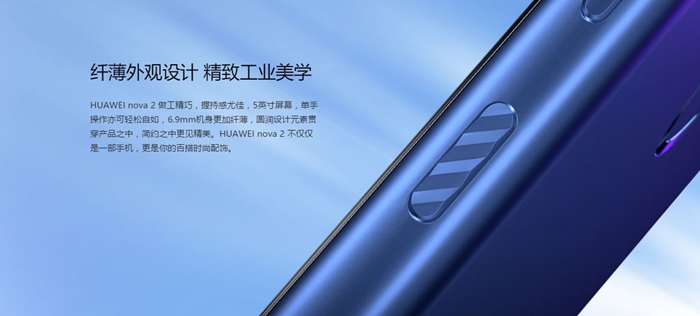 纤薄外观设计 精致工业美学
HUAWEI nova 2 做工精巧，握持感尤佳，5英寸屏幕，单手
操作亦可轻松自如，6.9mm机身更加纤薄，圆润设计元素贯
穿产品之中，简约之中更见精美。HUAWEI nova 2 不仅仅
是一部手机，更是你的百搭时尚配饰。